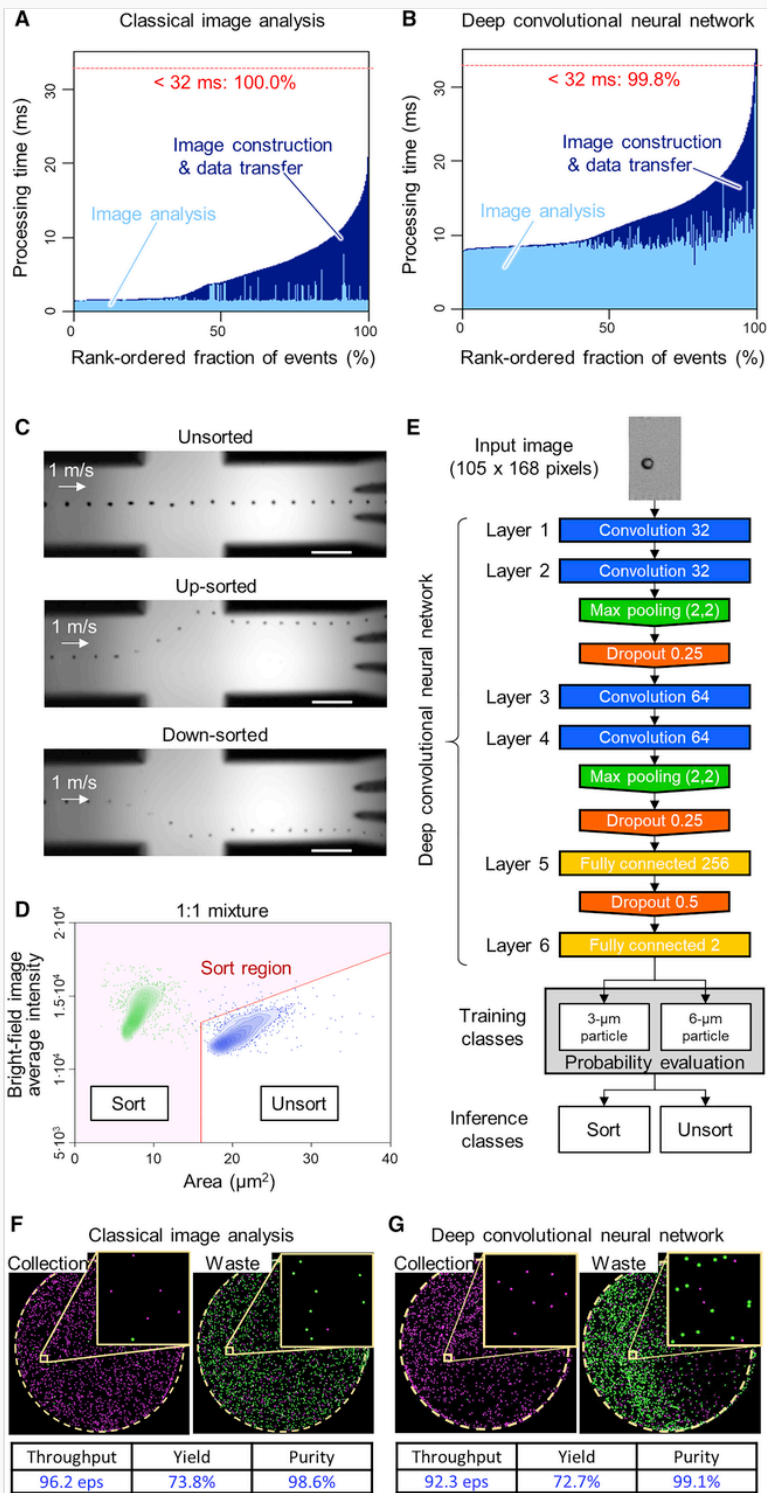 A
Classical image analysis
Processing time (ms)
30
20
10
0
< 32 ms: 100.0%
Image construction
& data transfer
Image analysis
0
50
100
Rank-ordered fraction of events (%)
B
Deep convolutional neural network
Processing time (ms)
30
20
10
0
< 32 ms: 99.8%
Image construction
& data transfer
Image analysis
0
50
100
Rank-ordered fraction of events (%)
C
Unsorted
1 m/s
Up-sorted
1 m/s
Down-sorted
1 m/s
D
1:1 mixture
Bright-field image
average intensity
2·10⁴
1.5·10⁴
1·10⁴
5·10³
Sort region
Sort
Unsort
0
10
20
30
40
Area (µm²)
E
Input image
(105 x 168 pixels)
Deep convolutional neural network
Layer 1
Convolution 32
Layer 2
Convolution 32
Max pooling (2,2)
Dropout 0.25
Layer 3
Convolution 64
Layer 4
Convolution 64
Max pooling (2,2)
Dropout 0.25
Layer 5
Fully connected 256
Dropout 0.5
Layer 6
Fully connected 2
Training
classes
3-µm
particle
6-µm
particle
Probability evaluation
Inference
classes
Sort
Unsort
F
Classical image analysis
Collection
Waste
Throughput Yield Purity
96.2 eps 73.8% 98.6%
G
Deep convolutional neural network
Collection
Waste
Throughput Yield Purity
92.3 eps 72.7% 99.1%